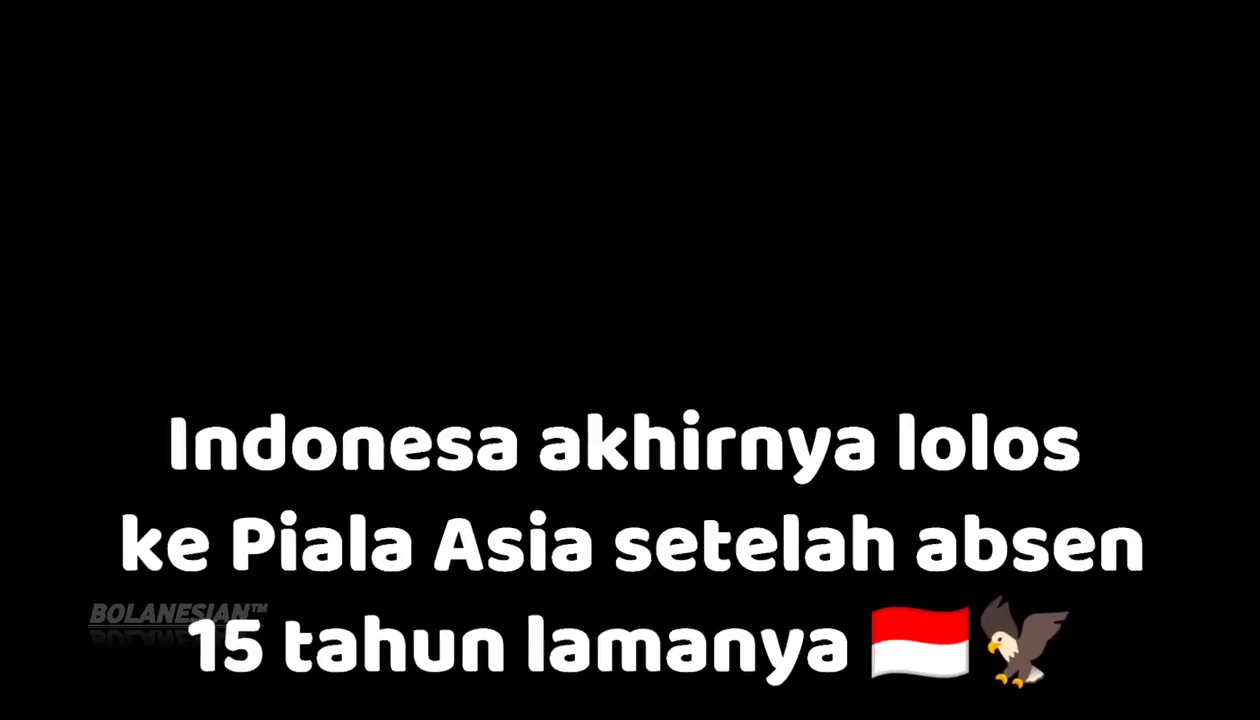 Indonesa akhirnya lolos
ke Piala Asia setelah absen
BOLANESIAN™
15 tahun lamanya 🇮🇩🦅